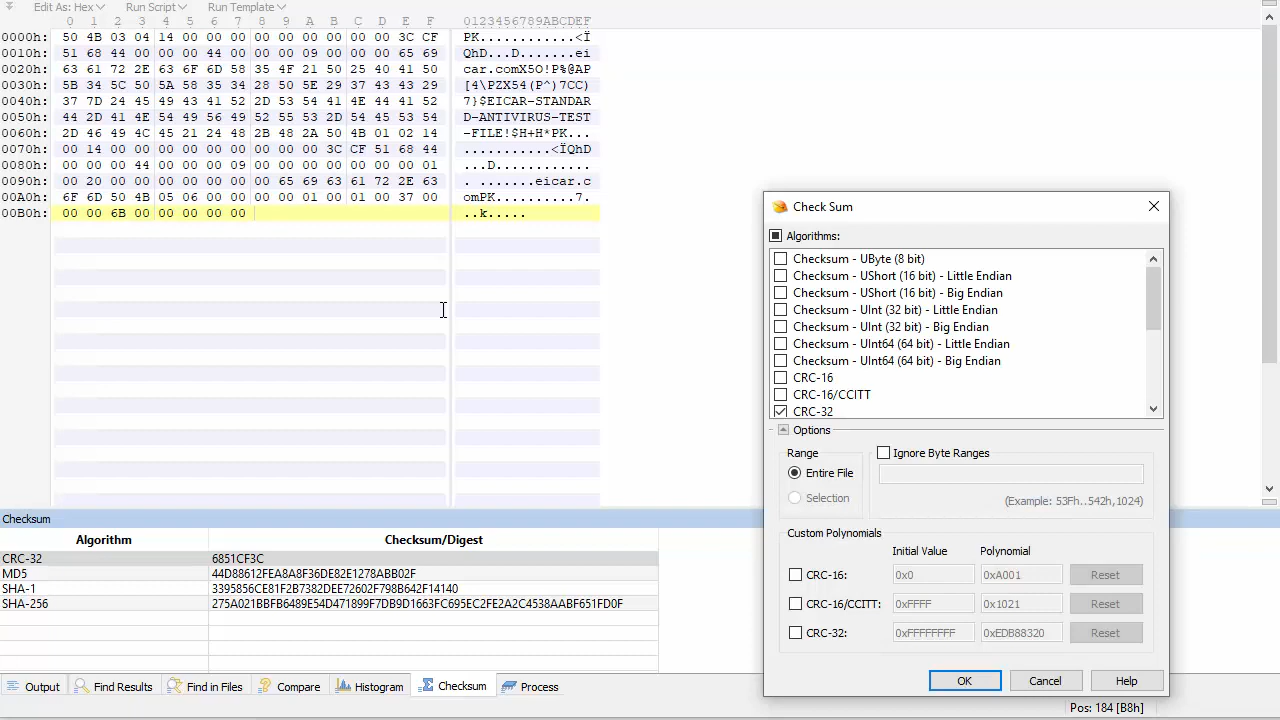 Edit As: Hex Run Script Run Template
0 1 2 3 4 5 6 7 8 9 A B C D E F 0123456789ABCDEF
0000h: 50 4B 03 04 14 00 00 00 00 00 00 00 00 00 3C CF PK............<Ï
0010h: 51 68 44 00 00 00 44 00 00 00 09 00 00 00 65 69 QhD...D.......ei
0020h: 63 61 72 2E 63 6F 6D 58 35 4F 21 50 25 40 41 50 car.comX5O!P%@AP
0030h: 5B 34 5C 50 5A 58 35 34 28 50 5E 29 37 43 43 29 [4\PZX54(P^)7CC)
0040h: 37 7D 24 45 49 43 41 52 2D 53 54 41 4E 44 41 52 7}$EICAR-STANDAR
0050h: 44 2D 41 4E 54 49 56 49 52 55 53 2D 54 45 53 54 D-ANTIVIRUS-TEST
0060h: 2D 46 49 4C 45 21 24 48 2B 48 2A 50 4B 01 02 14 -FILE!$H+H*PK...
0070h: 00 14 00 00 00 00 00 00 00 00 00 3C CF 51 68 44 ...........<ÏQhD
0080h: 00 00 00 44 00 00 00 09 00 00 00 00 00 00 00 01 ...D............
0090h: 00 20 00 00 00 00 00 00 00 65 69 63 61 72 2E 63 . .......eicar.c
00A0h: 6F 6D 50 4B 05 06 00 00 00 00 01 00 01 00 37 00 omPK..........7.
00B0h: 00 00 6B 00 00 00 00 00 ..k.....
Check Sum
Algorithms:
Checksum - UByte (8 bit)
Checksum - UShort (16 bit) - Little Endian
Checksum - UShort (16 bit) - Big Endian
Checksum - UInt (32 bit) - Little Endian
Checksum - UInt (32 bit) - Big Endian
Checksum - UInt64 (64 bit) - Little Endian
Checksum - UInt64 (64 bit) - Big Endian
CRC-16
CRC-16/CCITT
CRC-32
Options
Range
Entire File
Selection
Ignore Byte Ranges
(Example: 53Fh..542h,1024)
Custom Polynomials
Initial Value Polynomial
CRC-16: 0x0 0xA001 Reset
CRC-16/CCITT: 0xFFFF 0x1021 Reset
CRC-32: 0xFFFFFFFF 0xEDB88320 Reset
OK Cancel Help
Checksum
Algorithm Checksum/Digest
CRC-32 6851CF3C
MD5 44D88612FEA8A8F36DE82E1278ABB02F
SHA-1 3395856CE81F2B7382DEE72602F798B642F14140
SHA-256 275A021BBFB6489E54D471899F7DB9D1663FC695EC2FE2A2C4538AABF651FD0F
Output Find Results Find in Files Compare Histogram Checksum Process
Pos: 184 [B8h]